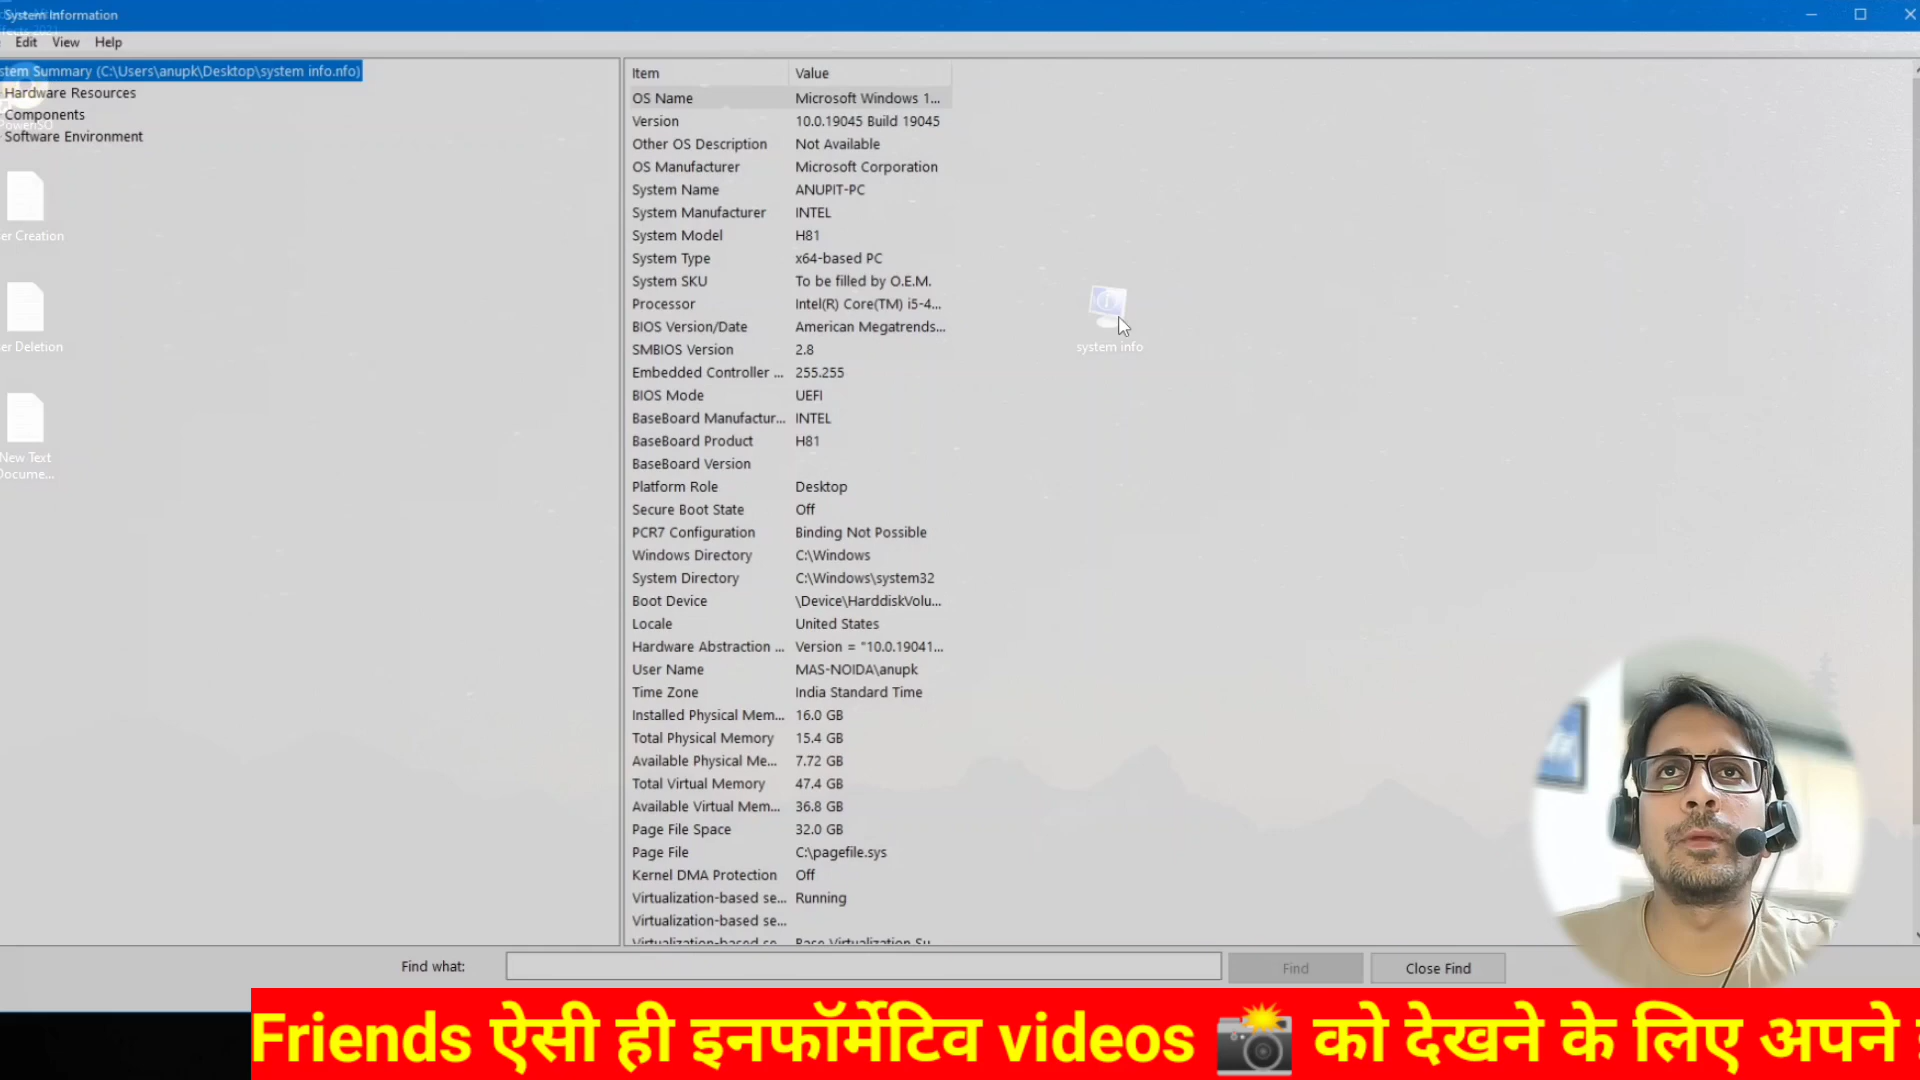 System Information
Edit View Help
stem Summary (C:\Users\anupk\Desktop\system info.nfo)
Hardware Resources
Components
Software Environment
er Creation
er Deletion
New Text
Docume...
system info
Item Value
OS Name Microsoft Windows 1...
Version 10.0.19045 Build 19045
Other OS Description Not Available
OS Manufacturer Microsoft Corporation
System Name ANUPIT-PC
System Manufacturer INTEL
System Model H81
System Type x64-based PC
System SKU To be filled by O.E.M.
Processor Intel(R) Core(TM) i5-4...
BIOS Version/Date American Megatrends...
SMBIOS Version 2.8
Embedded Controller ... 255.255
BIOS Mode UEFI
BaseBoard Manufactur... INTEL
BaseBoard Product H81
BaseBoard Version
Platform Role Desktop
Secure Boot State Off
PCR7 Configuration Binding Not Possible
Windows Directory C:\Windows
System Directory C:\Windows\system32
Boot Device \Device\HarddiskVolu...
Locale United States
Hardware Abstraction ... Version = "10.0.19041...
User Name MAS-NOIDA\anupk
Time Zone India Standard Time
Installed Physical Mem... 16.0 GB
Total Physical Memory 15.4 GB
Available Physical Me... 7.72 GB
Total Virtual Memory 47.4 GB
Available Virtual Mem... 36.8 GB
Page File Space 32.0 GB
Page File C:\pagefile.sys
Kernel DMA Protection Off
Virtualization-based se... Running
Virtualization-based se...
Virtualization-based se... Base Virtualization Su...
Find what: Find Close Find
Friends ऐसी ही इनफॉर्मेटिव videos 📸 को देखने के लिए अपने